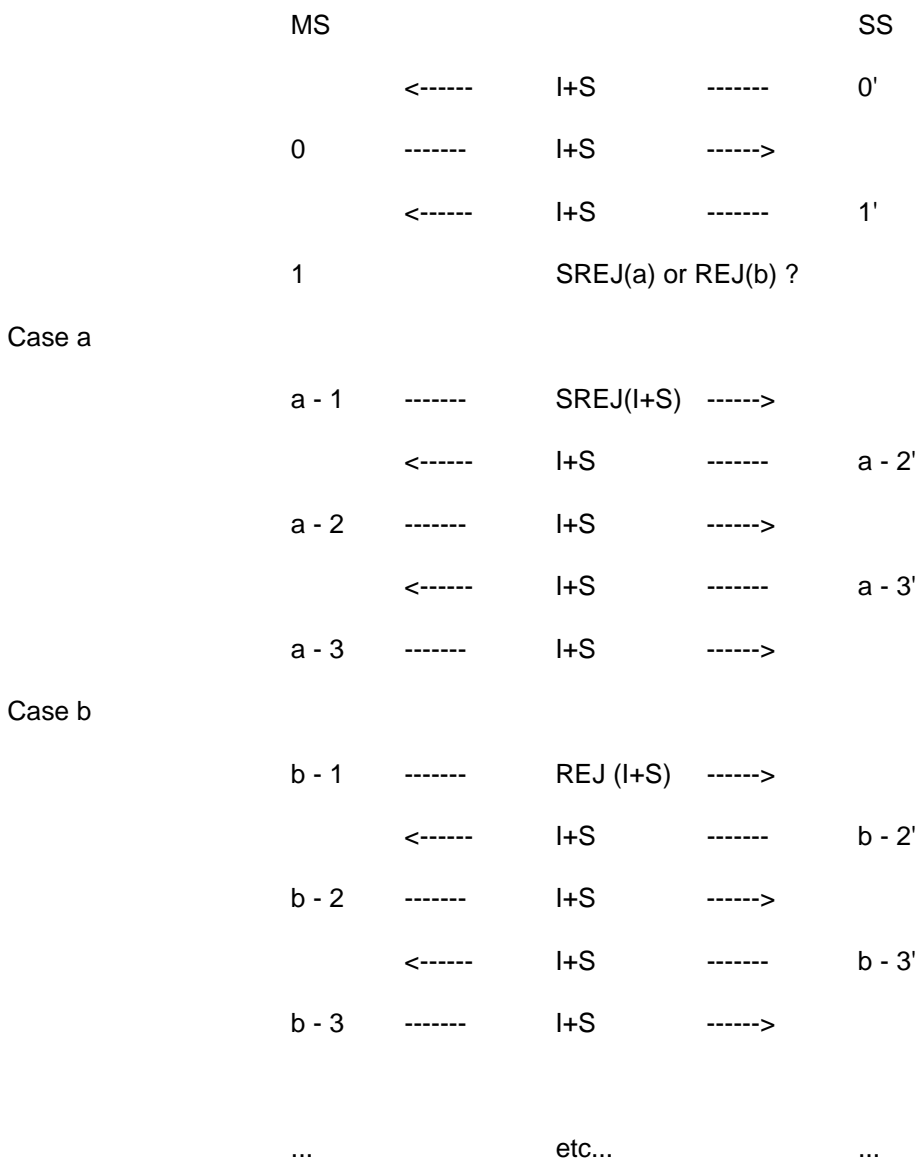 MS SS
<------ I+S ------- 0'
0 ------- I+S ------>
<------ I+S ------- 1'
1 SREJ(a) or REJ(b) ?
Case a
a - 1 ------- SREJ(I+S) ------>
<------ I+S ------- a - 2'
a - 2 ------- I+S ------>
<------ I+S ------- a - 3'
a - 3 ------- I+S ------>
Case b
b - 1 ------- REJ (I+S) ------>
<------ I+S ------- b - 2'
b - 2 ------- I+S ------>
<------ I+S ------- b - 3'
b - 3 ------- I+S ------>
... etc... ...